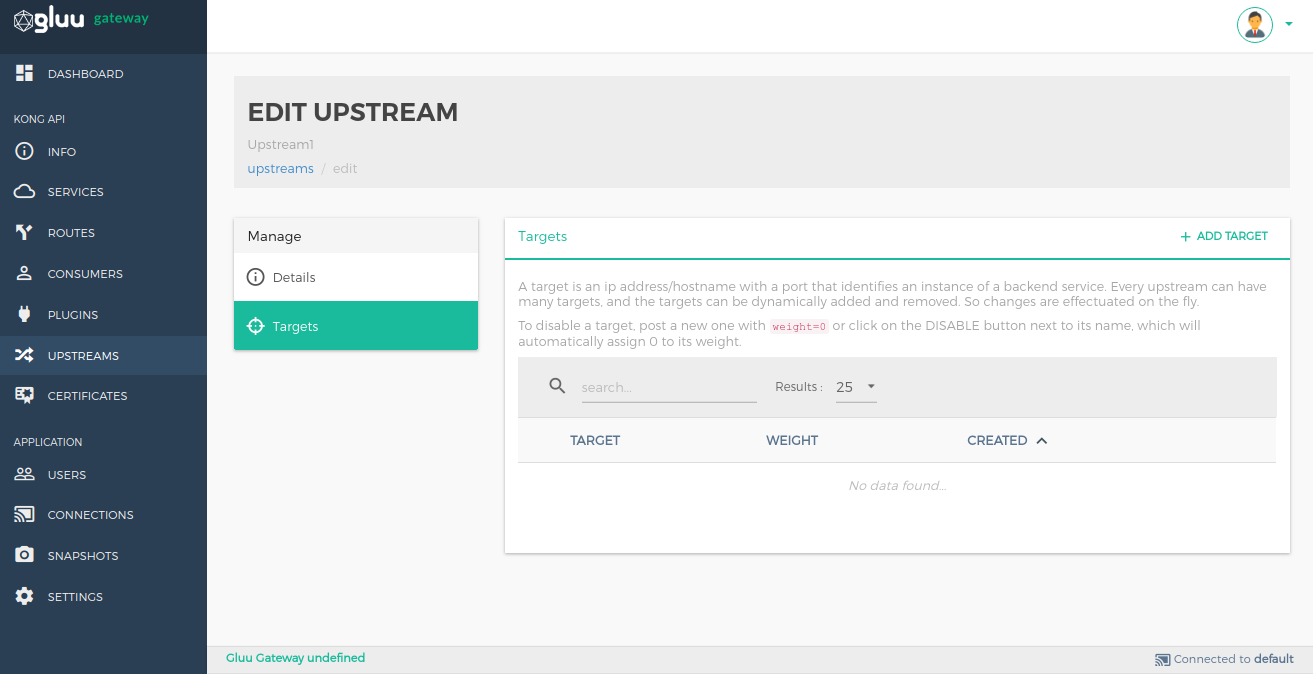 gluu gateway
DASHBOARD
KONG API
INFO
SERVICES
ROUTES
CONSUMERS
PLUGINS
UPSTREAMS
CERTIFICATES
APPLICATION
USERS
CONNECTIONS
SNAPSHOTS
SETTINGS
EDIT UPSTREAM
Upstream1
upstreams / edit
Manage
Details
Targets
Targets
ADD TARGET
A target is an ip address/hostname with a port that identifies an instance of a backend service. Every upstream can have
many targets, and the targets can be dynamically added and removed. So changes are effectuated on the fly.
To disable a target, post a new one with weight=0 or click on the DISABLE button next to its name, which will
automatically assign 0 to its weight.
search...
Results : 25
TARGET WEIGHT CREATED
No data found...
Gluu Gateway undefined
Connected to default